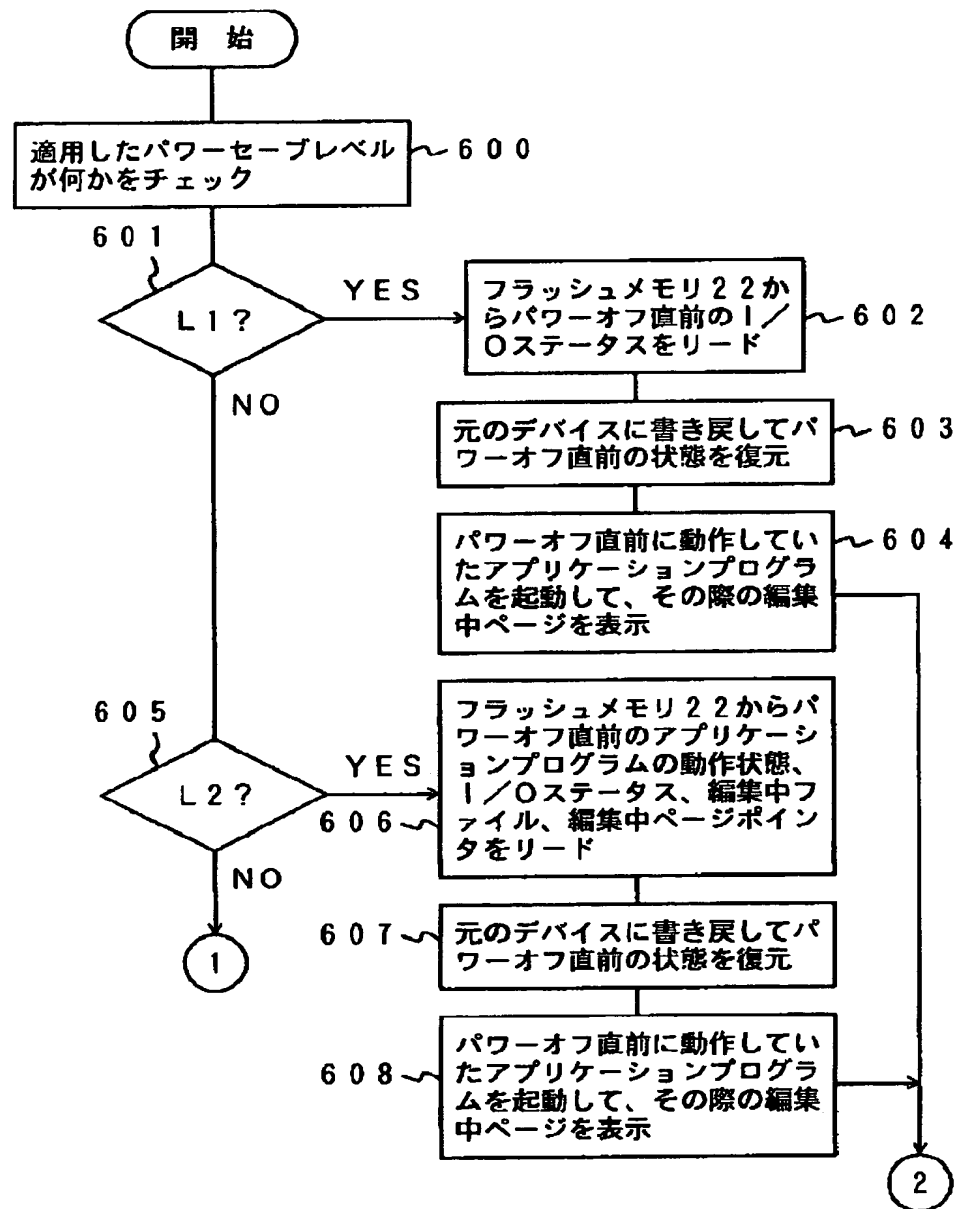 開 始
適用したパワーセーブレベル
が何かをチェック
600
601
L1?
YES
NO
フラッシュメモリ22か
らパワーオフ直前のI/
Oステータスをリード
602
元のデバイスに書き戻してパ
ワーオフ直前の状態を復元
603
パワーオフ直前に動作してい
たアプリケーションプログラ
ムを起動して、その際の編集
中ページを表示
604
605
L2?
YES
NO
1
フラッシュメモリ22からパ
ワーオフ直前のアプリケーシ
ョンプログラムの動作状態、
I/Oステータス、編集中フ
ァイル、編集中ページポイン
タをリード
606
607
元のデバイスに書き戻してパ
ワーオフ直前の状態を復元
608
パワーオフ直前に動作してい
たアプリケーションプログラ
ムを起動して、その際の編集
中ページを表示
2